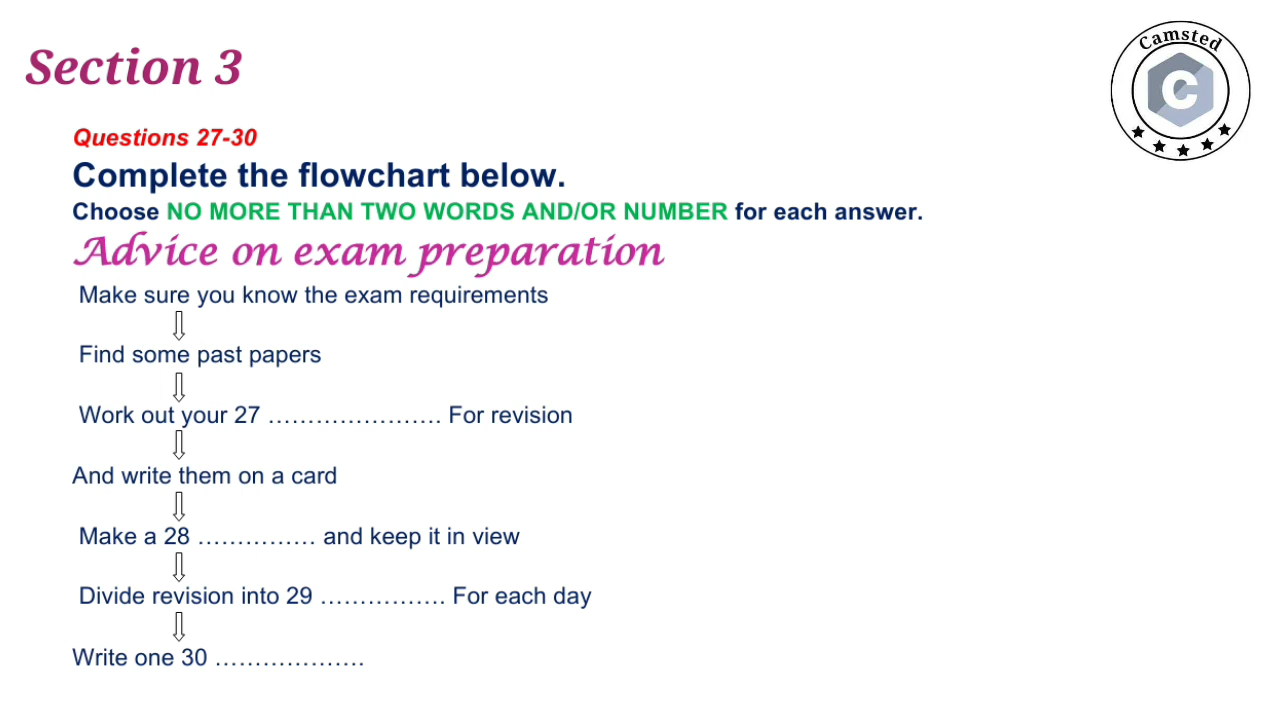 Section 3
Camsted
C
Questions 27-30
Complete the flowchart below.
Choose NO MORE THAN TWO WORDS AND/OR NUMBER for each answer.
Advice on exam preparation
Make sure you know the exam requirements
Find some past papers
Work out your 27 …………………. For revision
And write them on a card
Make a 28 …………… and keep it in view
Divide revision into 29 ……………. For each day
Write one 30 ……………….